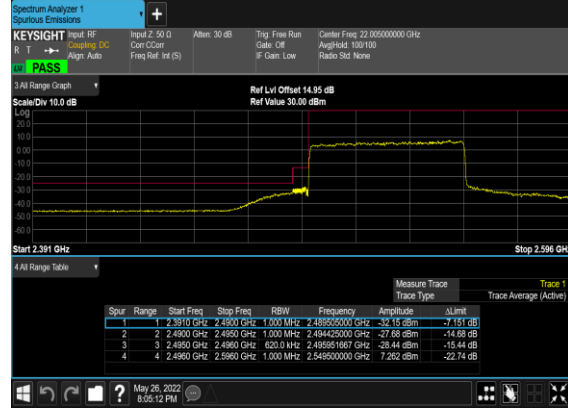 Spectrum Analyzer 1
Spurious Emissions
+
KEYSIGHT Input: RF Input Z: 50 Ω Atten: 30 dB Trig: Free Run Center Freq: 22.005000000 GHz
R T Coupling: DC Corr CCorr Gate: Off Avg|Hold: 100/100
Align: Auto Freq Ref: Int (S) IF Gain: Low Radio Std: None
PASS
3 All Range Graph
Ref Lvl Offset 14.95 dB
Scale/Div 10.0 dB Ref Value 30.00 dBm
Log
20.0
10.0
0.00
-10.0
-20.0
-30.0
-40.0
-50.0
-60.0
Start 2.391 GHz Stop 2.596 GH
4 All Range Table
Measure Trace Trace 1
Trace Type Trace Average (Active)
Spur Range Start Freq Stop Freq RBW Frequency Amplitude ΔLimit
1 1 2.3910 GHz 2.4900 GHz 1.000 MHz 2.489505000 GHz -32.15 dBm -7.151 dB
2 2 2.4900 GHz 2.4950 GHz 1.000 MHz 2.494425000 GHz -27.68 dBm -14.68 dB
3 3 2.4950 GHz 2.4960 GHz 620.0 kHz 2.495951667 GHz -28.44 dBm -15.44 dB
4 4 2.4960 GHz 2.5960 GHz 1.000 MHz 2.549500000 GHz 7.262 dBm -22.74 dB
? May 26, 2022
8:05:12 PM